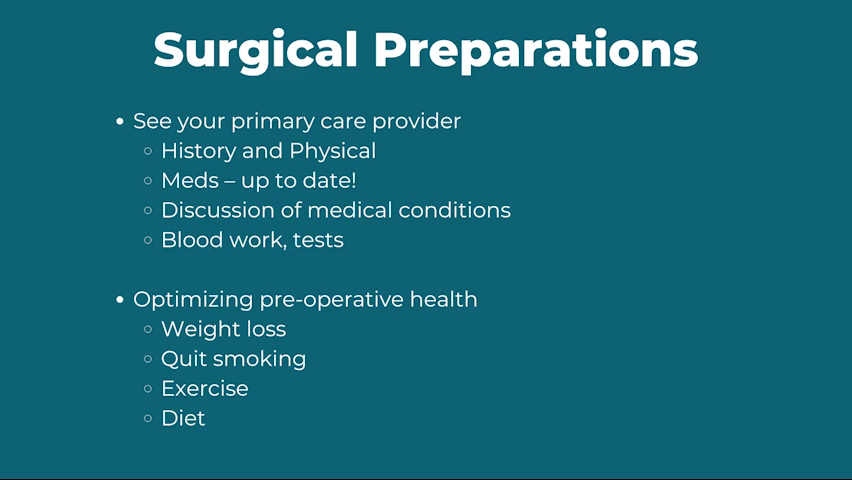 Surgical Preparations
• See your primary care provider
○ History and Physical
○ Meds – up to date!
○ Discussion of medical conditions
○ Blood work, tests
• Optimizing pre-operative health
○ Weight loss
○ Quit smoking
○ Exercise
○ Diet